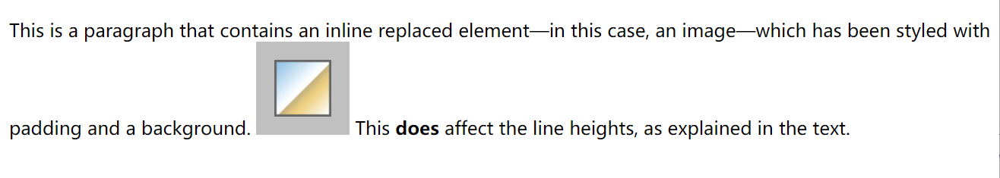 This is a paragraph that contains an inline replaced element—in this case, an image—which has been styled with
padding and a background. This does affect the line heights, as explained in the text.